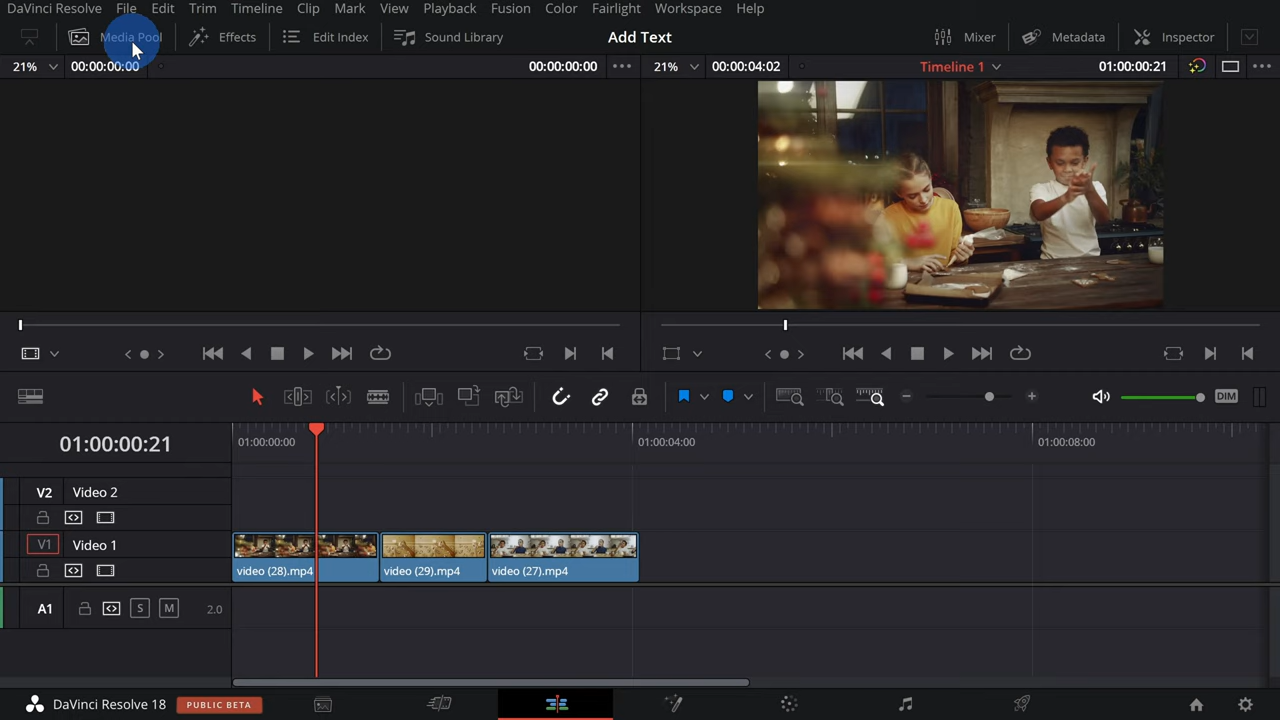 DaVinci Resolve File Edit Trim Timeline Clip Mark View Playback Fusion Color Fairlight Workspace Help
Media Pool Effects Edit Index Sound Library Add Text Mixer Metadata Inspector
21% 00:00:00:00 00:00:00:00 21% 00:00:04:02 Timeline 1 01:00:00:21
DIM
01:00:00:21 01:00:00:00 01:00:04:00 01:00:08:00
V2 Video 2
V1 Video 1
video (28).mp4 video (29).mp4 video (27).mp4
A1 S M 2.0
DaVinci Resolve 18 PUBLIC BETA